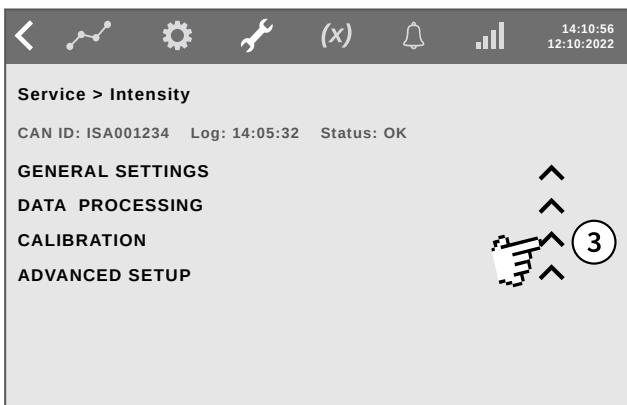 (x)
14:10:56
12:10:2022
Service > Intensity
CAN ID: ISA001234 Log: 14:05:32 Status: OK
GENERAL SETTINGS
DATA PROCESSING
CALIBRATION
3
ADVANCED SETUP